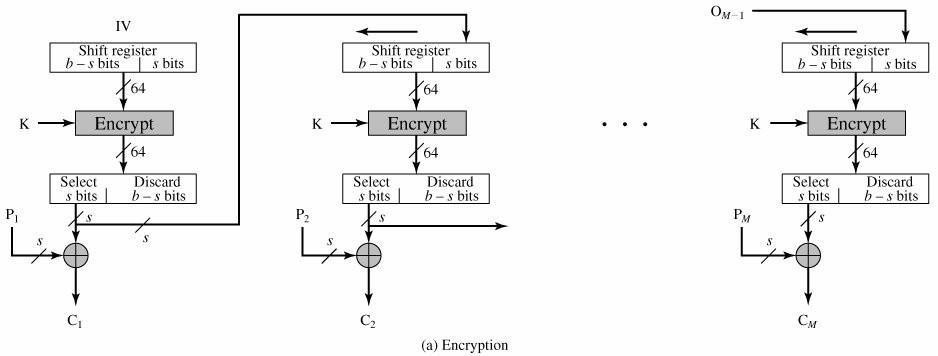 IV
Shift register
b – s bits | s bits
64
K
Encrypt
64
Select Discard
s bits | b – s bits
P1
s
s
s
C1
Shift register
b – s bits | s bits
64
K
Encrypt
64
Select Discard
s bits | b – s bits
P2
s
s
C2
. . .
OM–1
Shift register
b – s bits | s bits
64
K
Encrypt
64
Select Discard
s bits | b – s bits
PM
s
s
CM
(a) Encryption